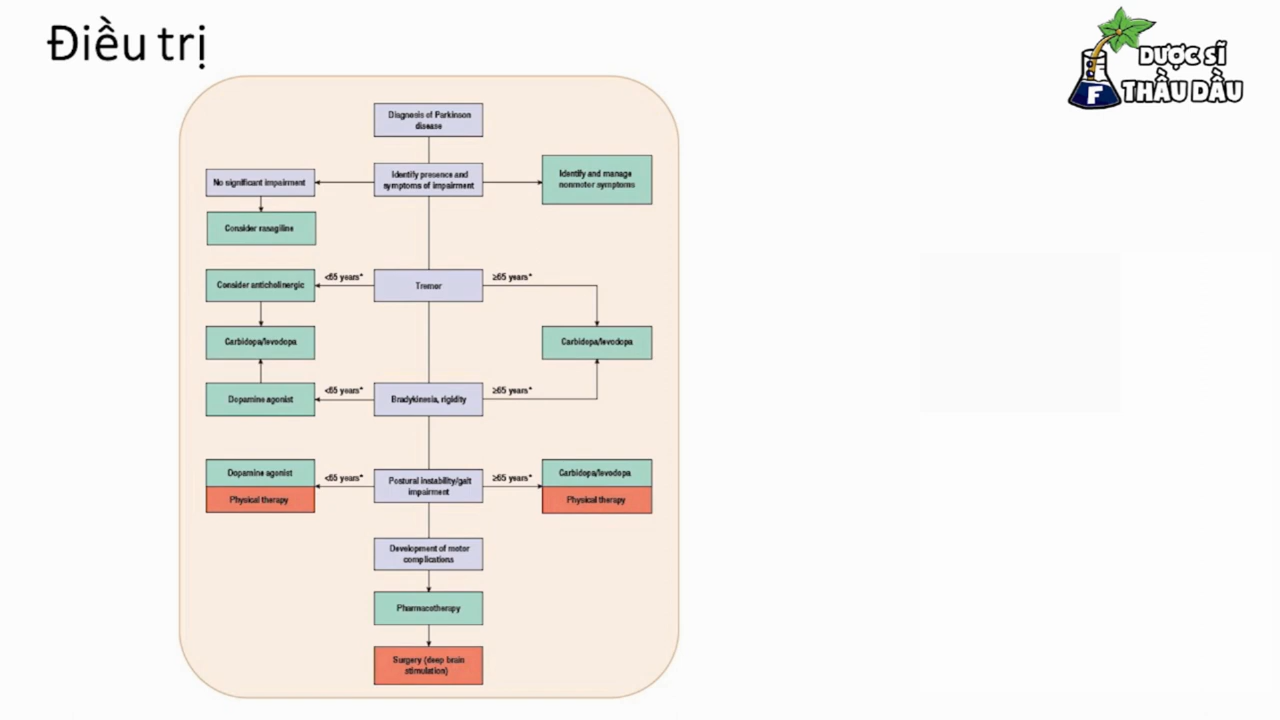 Điều trị
DƯỢC SĨ
THẦU DẦU
F
Diagnosis of Parkinson
disease
No significant impairment
Identify presence and
symptoms of impairment
Identify and manage
nonmotor symptoms
Consider rasagiline
Consider anticholinergic
<65 years*
Tremor
≥65 years*
Carbidopa/levodopa
Carbidopa/levodopa
Dopamine agonist
<65 years*
Bradykinesia, rigidity
≥65 years*
Dopamine agonist
Physical therapy
<65 years*
Postural instability/gait
impairment
≥65 years*
Carbidopa/levodopa
Physical therapy
Development of motor
complications
Pharmacotherapy
Surgery (deep brain
stimulation)